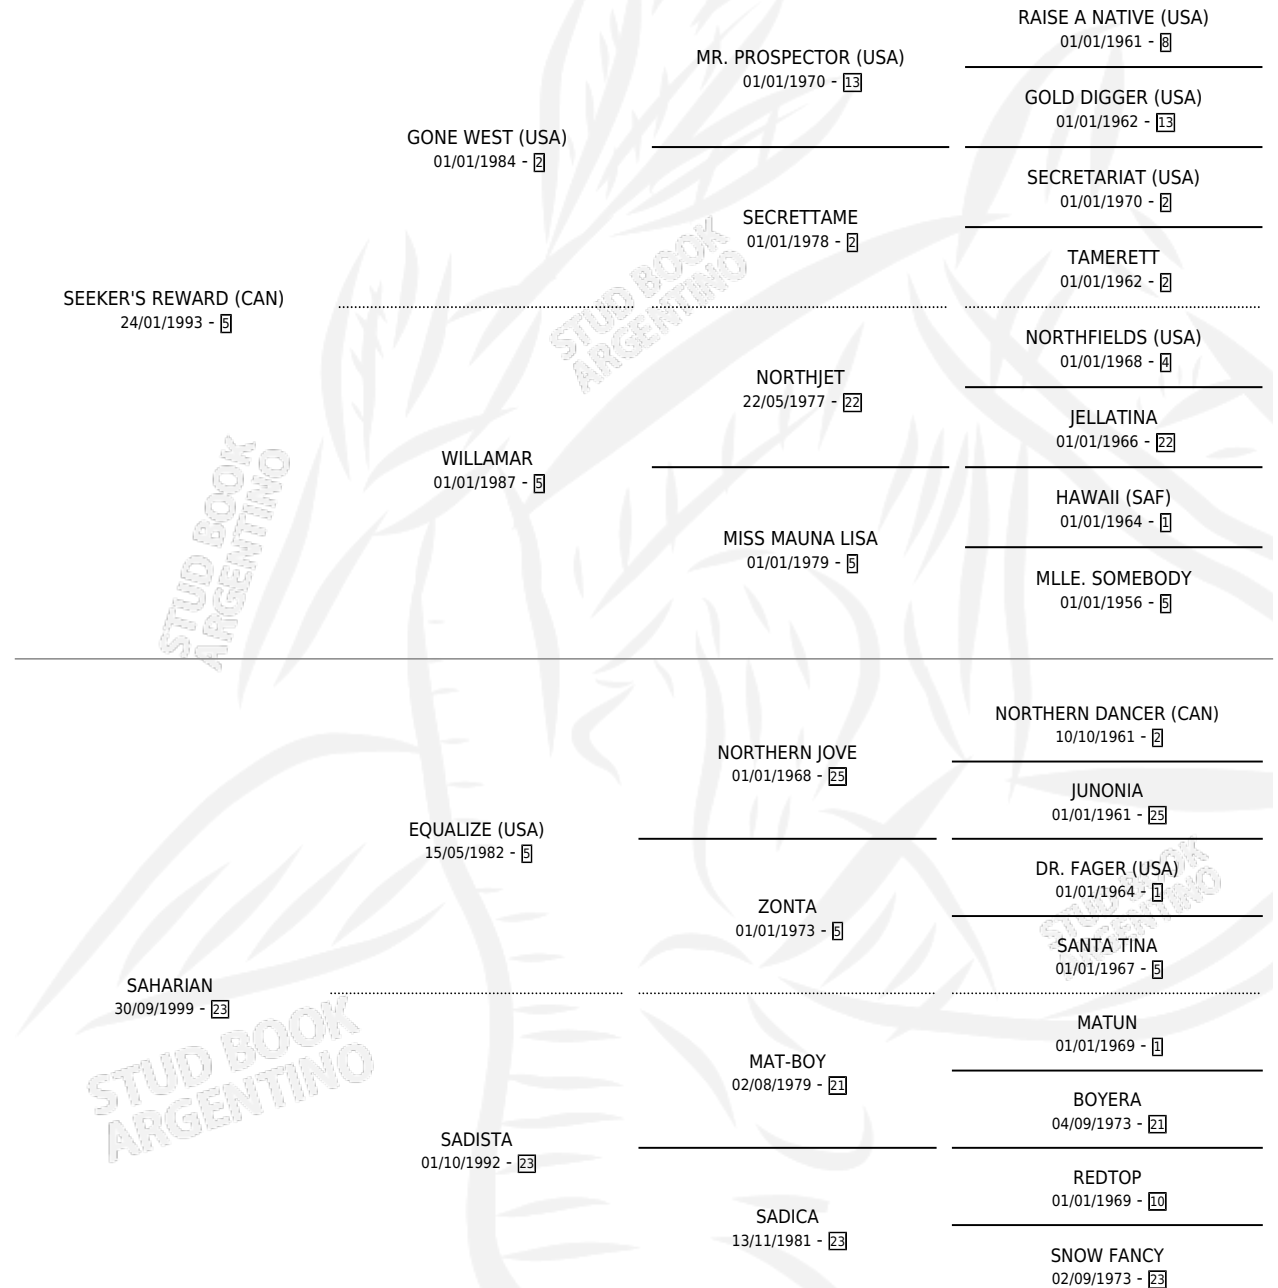 RAISE A NATIVE (USA)
01/01/1961 - 8
MR. PROSPECTOR (USA)
01/01/1970 - 13
GOLD DIGGER (USA)
01/01/1962 - 13
GONE WEST (USA)
01/01/1984 - 2
SECRETARIAT (USA)
01/01/1970 - 2
SECRETTAME
01/01/1978 - 2
TAMERETT
01/01/1962 - 2
SEEKER'S REWARD (CAN)
24/01/1993 - 5
NORTHFIELDS (USA)
01/01/1968 - 4
NORTHJET
22/05/1977 - 22
JELLATINA
01/01/1966 - 22
WILLAMAR
01/01/1987 - 5
HAWAII (SAF)
01/01/1964 - 1
MISS MAUNA LISA
01/01/1979 - 5
MLLE. SOMEBODY
01/01/1956 - 5
STUD BOOK
ARGENTINO
STUD BOOK
ARGENTINO
NORTHERN DANCER (CAN)
10/10/1961 - 2
NORTHERN JOVE
01/01/1968 - 25
JUNONIA
01/01/1961 - 25
EQUALIZE (USA)
15/05/1982 - 5
DR. FAGER (USA)
01/01/1964 - 1
ZONTA
01/01/1973 - 5
SANTA TINA
01/01/1967 - 5
SAHARIAN
30/09/1999 - 23
MATUN
01/01/1969 - 1
MAT-BOY
02/08/1979 - 21
BOYERA
04/09/1973 - 21
SADISTA
01/10/1992 - 23
REDTOP
01/01/1969 - 10
SADICA
13/11/1981 - 23
SNOW FANCY
02/09/1973 - 23
STUD BOOK
ARGENTINO
STUD BOOK
ARGENTINO